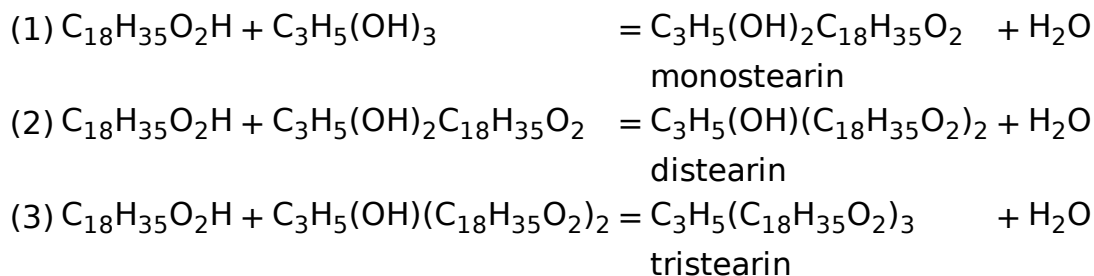 (1) C₁₈H₃₅O₂H + C₃H₅(OH)₃ = C₃H₅(OH)₂C₁₈H₃₅O₂ + H₂O
monostearin
(2) C₁₈H₃₅O₂H + C₃H₅(OH)₂C₁₈H₃₅O₂ = C₃H₅(OH)(C₁₈H₃₅O₂)₂ + H₂O
distearin
(3) C₁₈H₃₅O₂H + C₃H₅(OH)(C₁₈H₃₅O₂)₂ = C₃H₅(C₁₈H₃₅O₂)₃ + H₂O
tristearin